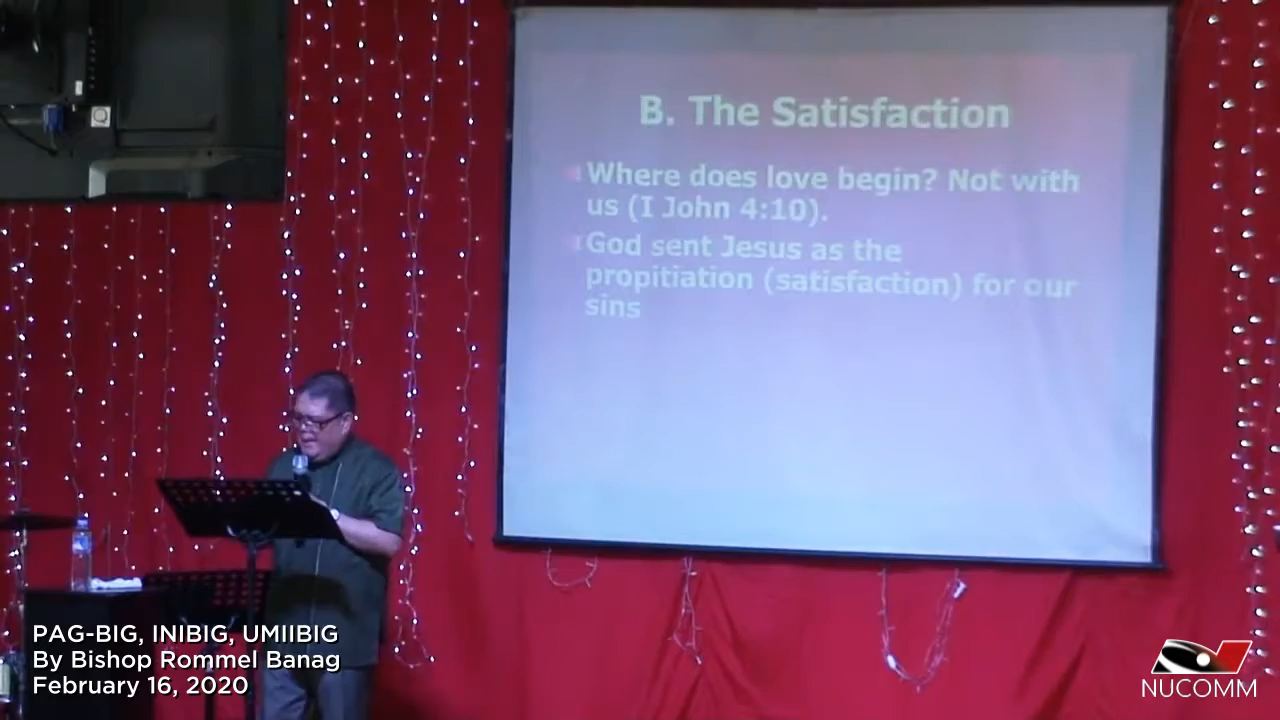 B. The Satisfaction
Where does love begin? Not with
us (I John 4:10).
God sent Jesus as the
propitiation (satisfaction) for our
sins
PAG-BIG, INIBIG, UMIIBIG
By Bishop Rommel Banag
February 16, 2020
NUCOMM